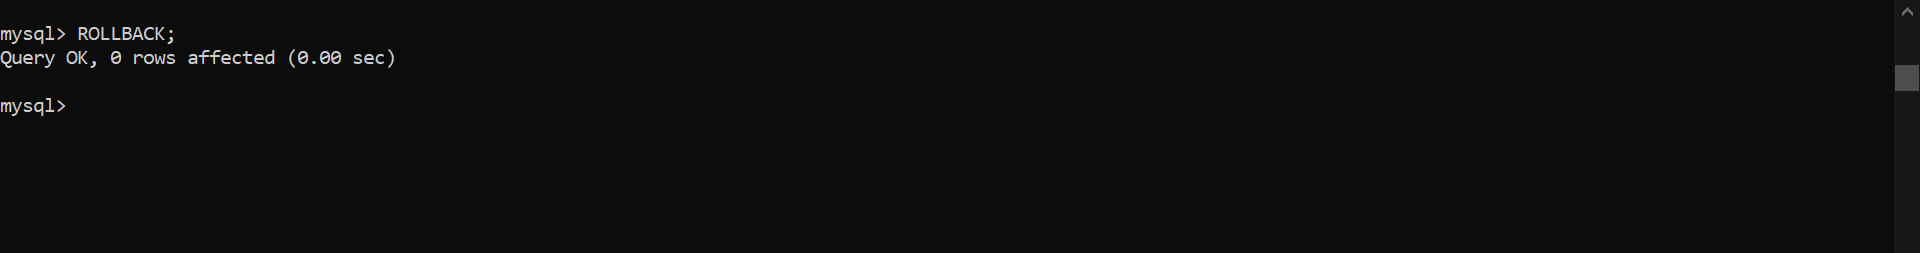 mysql> ROLLBACK;
Query OK, 0 rows affected (0.00 sec)
mysql>